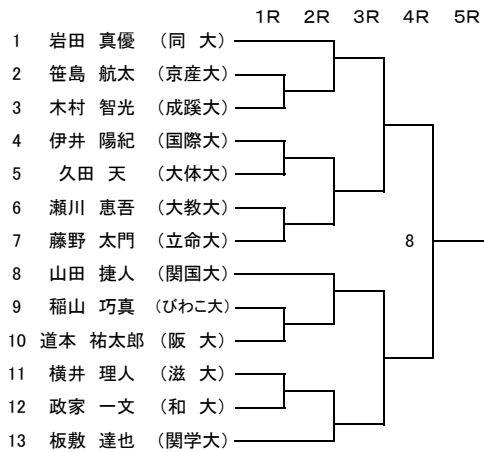 1R 2R 3R 4R 5R
1 岩田 真優 (同 大)
2 笹島 航太 (京産大)
3 木村 智光 (成蹊大)
4 伊井 陽紀 (国際大)
5 久田 天 (大体大)
6 瀬川 恵吾 (大教大)
7 藤野 太門 (立命大) 8
8 山田 捷人 (関国大)
9 稲山 巧真 (びわこ大)
10 道本 祐太郎 (阪 大)
11 横井 理人 (滋 大)
12 政家 一文 (和 大)
13 板敷 達也 (関学大)